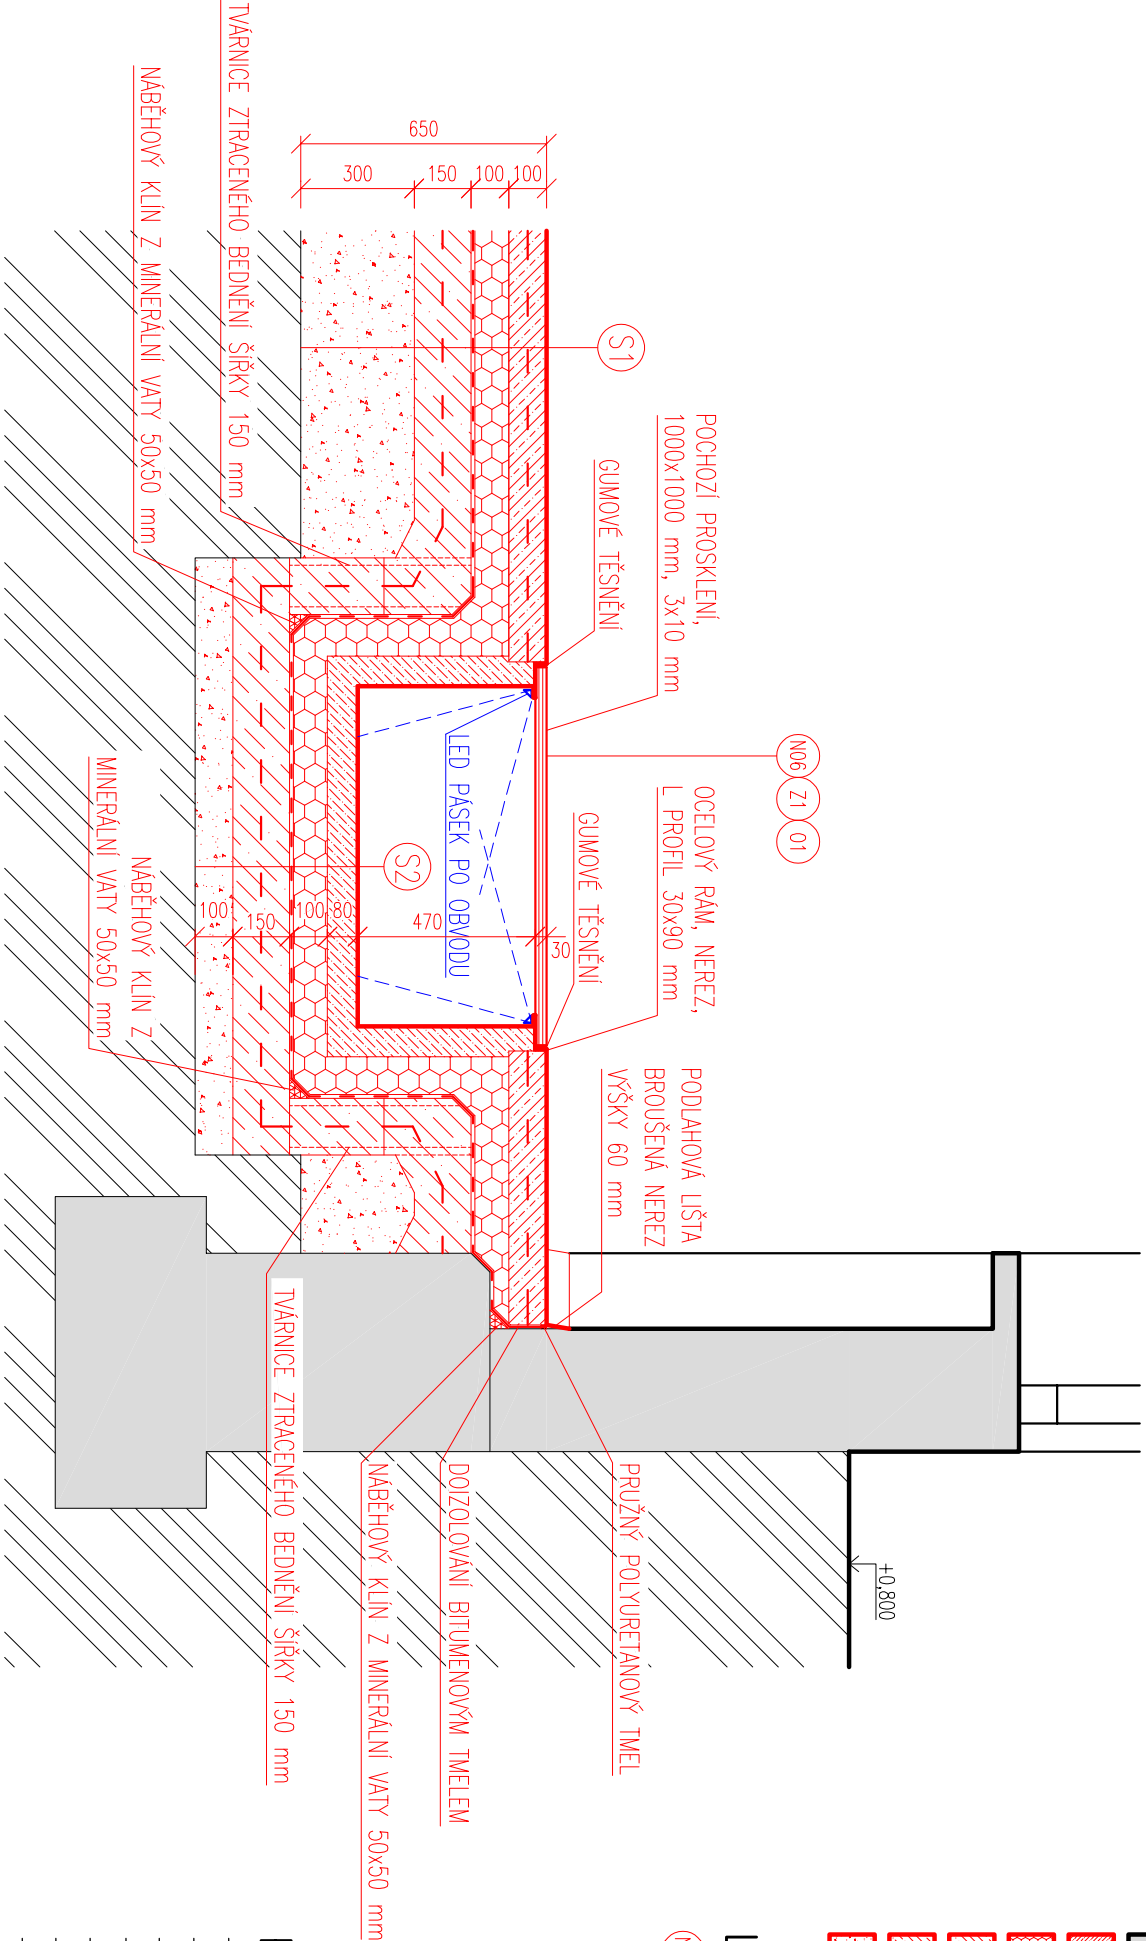 TVÁRNICE ZTRACENÉHO BEDNĚNÍ ŠÍŘKY 150 mm
NÁBĚHOVÝ KLÍN Z MINERÁLNÍ VATY 50x50 mm
650
300
150
100
100
S1
POCHOZÍ PROSKLENÍ,
1000x1000 mm, 3x10 mm
GUMOVÉ TĚSNĚNÍ
N06
Z1
01
OCELOVÝ RÁM, NEREZ,
L PROFIL 30x90 mm
GUMOVÉ TĚSNĚNÍ
LED PÁSEK PO OBVODU
S2
100
150
100
80
470
30
NÁBĚHOVÝ KLÍN Z
MINERÁLNÍ VATY 50x50 mm
PODLAHOVÁ LIŠTA
BROUŠENÁ NEREZ
VÝŠKY 60 mm
TVÁRNICE ZTRACENÉHO BEDNĚNÍ ŠÍŘKY 150 mm
NÁBĚHOVÝ KLÍN Z MINERÁLNÍ VATY 50x50 mm
DOIZOLOVÁNÍ BITUMENOVÝM TMELEM
PRUŽNÝ POLYURETANOVÝ TMEL
+0,800